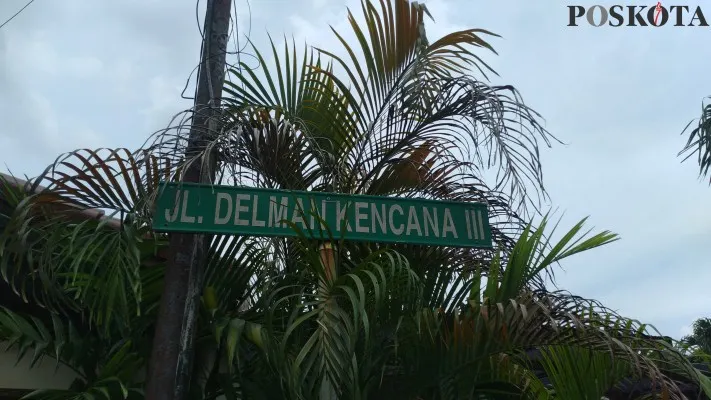 POSKOTA
JL. DELMAN KENCANA III